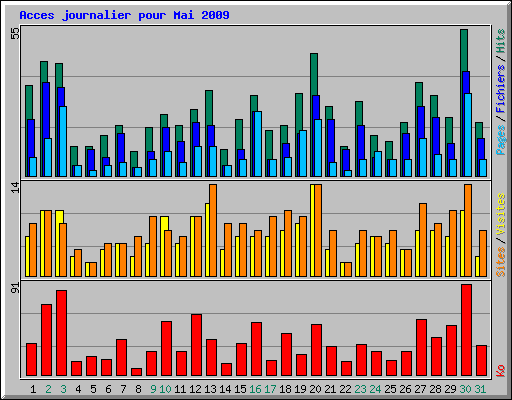 Acces journalier pour Mai 2009
55
Pages / Fichiers / Hits
14
Sites / Visites
91
Ko
1 2 3 4 5 6 7 8 9 10 11 12 13 14 15 16 17 18 19 20 21 22 23 24 25 26 27 28 29 30 31